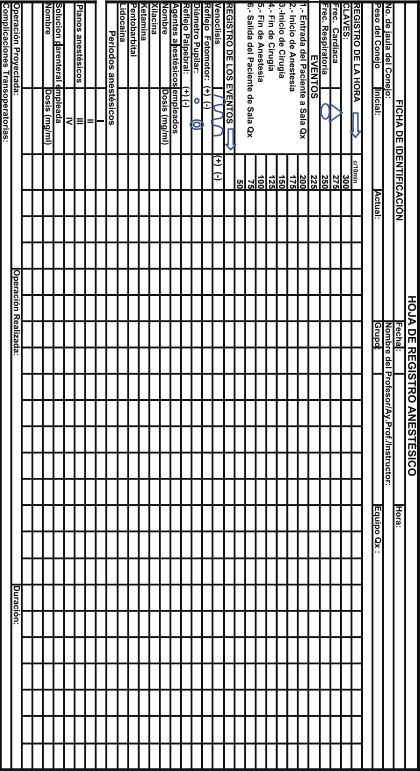 HOJA DE REGISTRO ANESTÉSICO
FICHA DE IDENTIFICACIÓN
Fecha:
Hora:
No. de jaula del Conejo:
Nombre del Profesor/Ay.Prof./Instructor:
Peso del Conejo
Inicial:
Actual:
Grupo:
Equipo Qx :
REGISTRO DE LA HORA
c/10min
CLAVES:
300
Frec. Cardiaca
275
Frec. Respiratoria
250
EVENTOS
225
1.- Entrada del Paciente a Sala Qx
200
2.- Inicio de Anestesia
175
3.-Inicio de Cirugía
150
4.- Fin de Cirugía
125
5.- Fin de Anestesia
100
6.- Salida del Paciente de Sala Qx
75
50
REGISTRO DE LOS EVENTOS
Venoclisis
(+) (-)
Reflejo Fotomotor: (+) (-)
Reflejo Pupilar:
Reflejo Palpebral: (+) (-)
Agentes anestésicos empleados
Nombre
Dosis (mg/ml)
Xilacina
Ketamina
Pentobarbital
Lidocaína
Periodos anestésicos
I
II
Planos anestésicos
III
IV
Solucion parenteral empleada
Nombre
Dosis (mg/ml)
Operación Proyectada:
Operación Realizada:
Duración:
Complicaciones Transoperatorias: